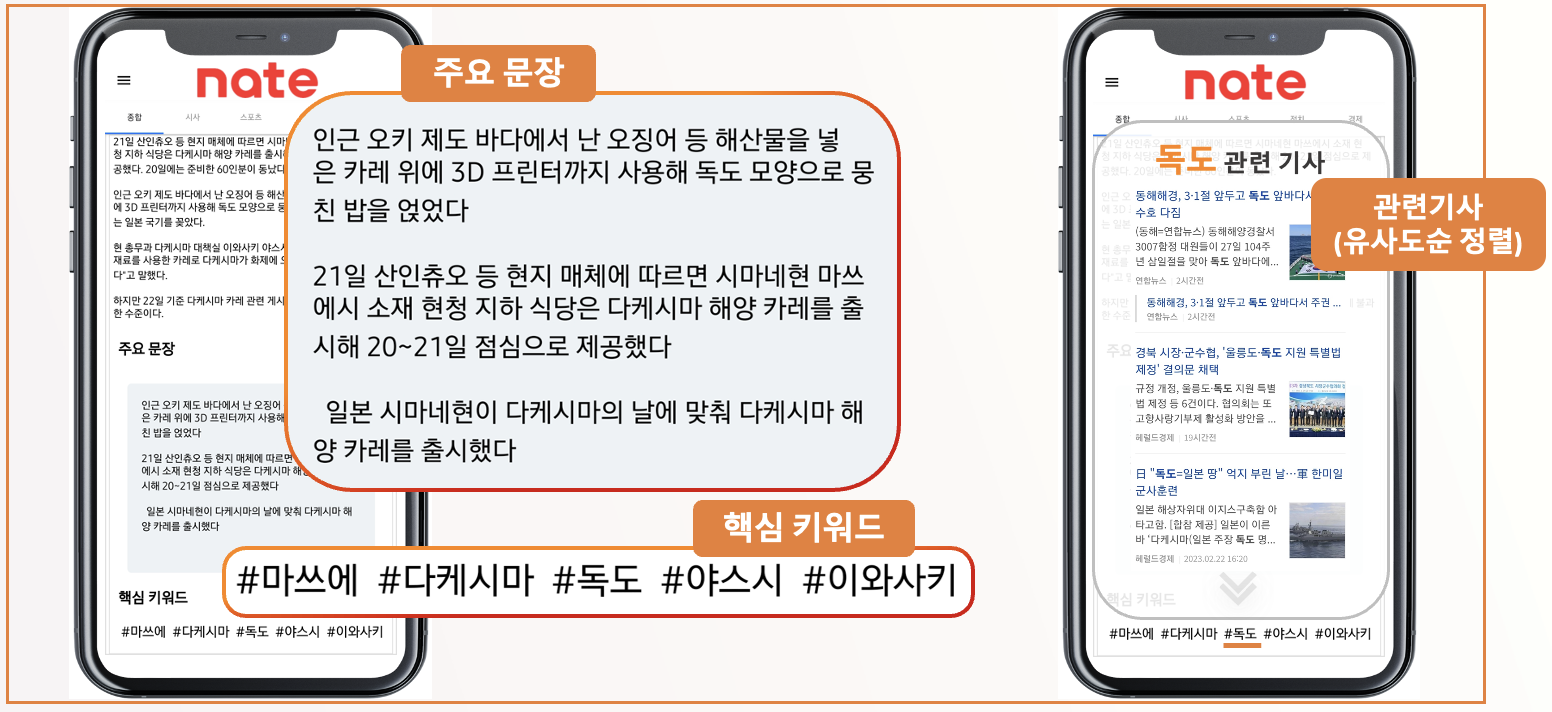 nate
종합 시사 스포츠
21일 산인츄오 등 현지 매체에 따르면 시마
청 지하 식당은 다케시마 해양 카레를 출시
공했다. 20일에는 준비한 60인분이 동났다
인근 오키 제도 바다에서 난 오징어 등 해산
에 3D 프린터까지 사용해 독도 모양으로 뭉
는 일본 국기를 꽂았다.
현 총무과 다케시마 대책실 이와사키 야스
재료를 사용한 카레로 다케시마가 화제에 오
다"고 말했다.
하지만 22일 기준 다케시마 카레 관련 게시
한 수준이다.
주요 문장
인근 오키 제도 바다에서 난 오징어
은 카레 위에 3D 프린터까지 사용해
친 밥을 얹었다
21일 산인츄오 등 현지 매체에 따르면
에시 소재 현청 지하 식당은 다케시마 해양
시해 20~21일 점심으로 제공했다
일본 시마네현이 다케시마의 날에 맞춰 다케시마 해
양 카레를 출시했다
핵심 키워드
#마쓰에 #다케시마 #독도 #야스시 #이와사키
주요 문장
인근 오키 제도 바다에서 난 오징어 등 해산물을 넣
은 카레 위에 3D 프린터까지 사용해 독도 모양으로 뭉
친 밥을 얹었다
21일 산인츄오 등 현지 매체에 따르면 시마네현 마쓰
에시 소재 현청 지하 식당은 다케시마 해양 카레를 출
시해 20~21일 점심으로 제공했다
일본 시마네현이 다케시마의 날에 맞춰 다케시마 해
양 카레를 출시했다
핵심 키워드
#마쓰에 #다케시마 #독도 #야스시 #이와사키
nate
종합 시사 스포츠 정치 경제
독도 관련 기사
동해해경, 3·1절 앞두고 독도 앞바다서
수호 다짐
(동해=연합뉴스) 동해해양경찰서
3007함정 대원들이 27일 104주
년 삼일절을 맞아 독도 앞바다에...
연합뉴스 | 2시간전
동해해경, 3·1절 앞두고 독도 앞바다서 주권 ...
연합뉴스 | 2시간전
경북 시장·군수협, '울릉도·독도 지원 특별법
제정' 결의문 채택
규정 개정, 울릉도·독도 지원 특별
법 제정 등 6건이다. 협의회는 또
고향사랑기부제 활성화 방안을 ...
헤럴드경제 | 19시간전
日 "독도=일본 땅" 억지 부린 날…軍 한미일
군사훈련
일본 해상자위대 이지스구축함 아
타고함. [합참 제공] 일본이 이른
바 '다케시마(일본 주장 독도 명...
헤럴드경제 | 2023.02.22 16:20
핵심 키워드
#마쓰에 #다케시마 #독도 #야스시 #이와사키
관련기사
(유사도순 정렬)